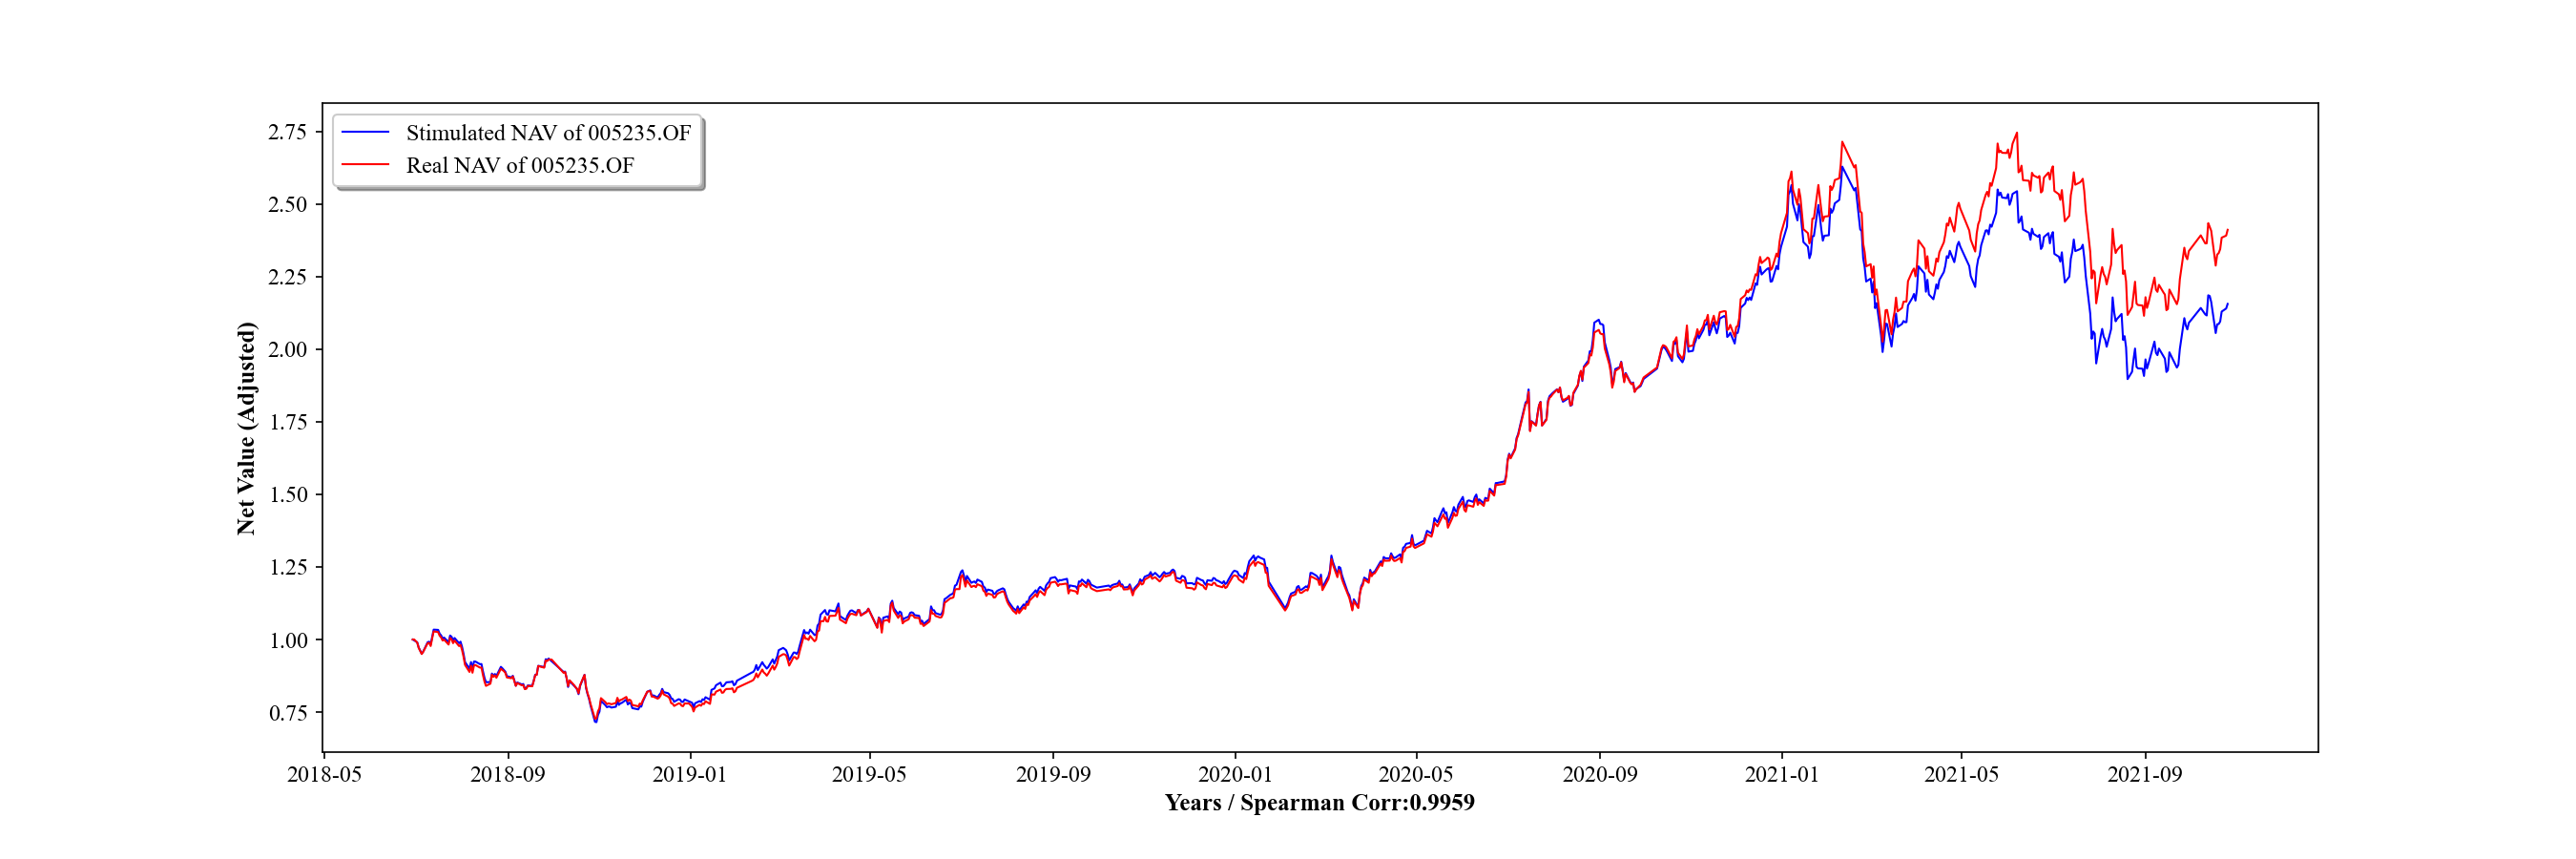 Stimulated NAV of 005235.OF
Real NAV of 005235.OF
2.75
2.50
2.25
2.00
1.75
1.50
1.25
1.00
0.75
Net Value (Adjusted)
2018-05 2018-09 2019-01 2019-05 2019-09 2020-01 2020-05 2020-09 2021-01 2021-05 2021-09
Years / Spearman Corr:0.9959